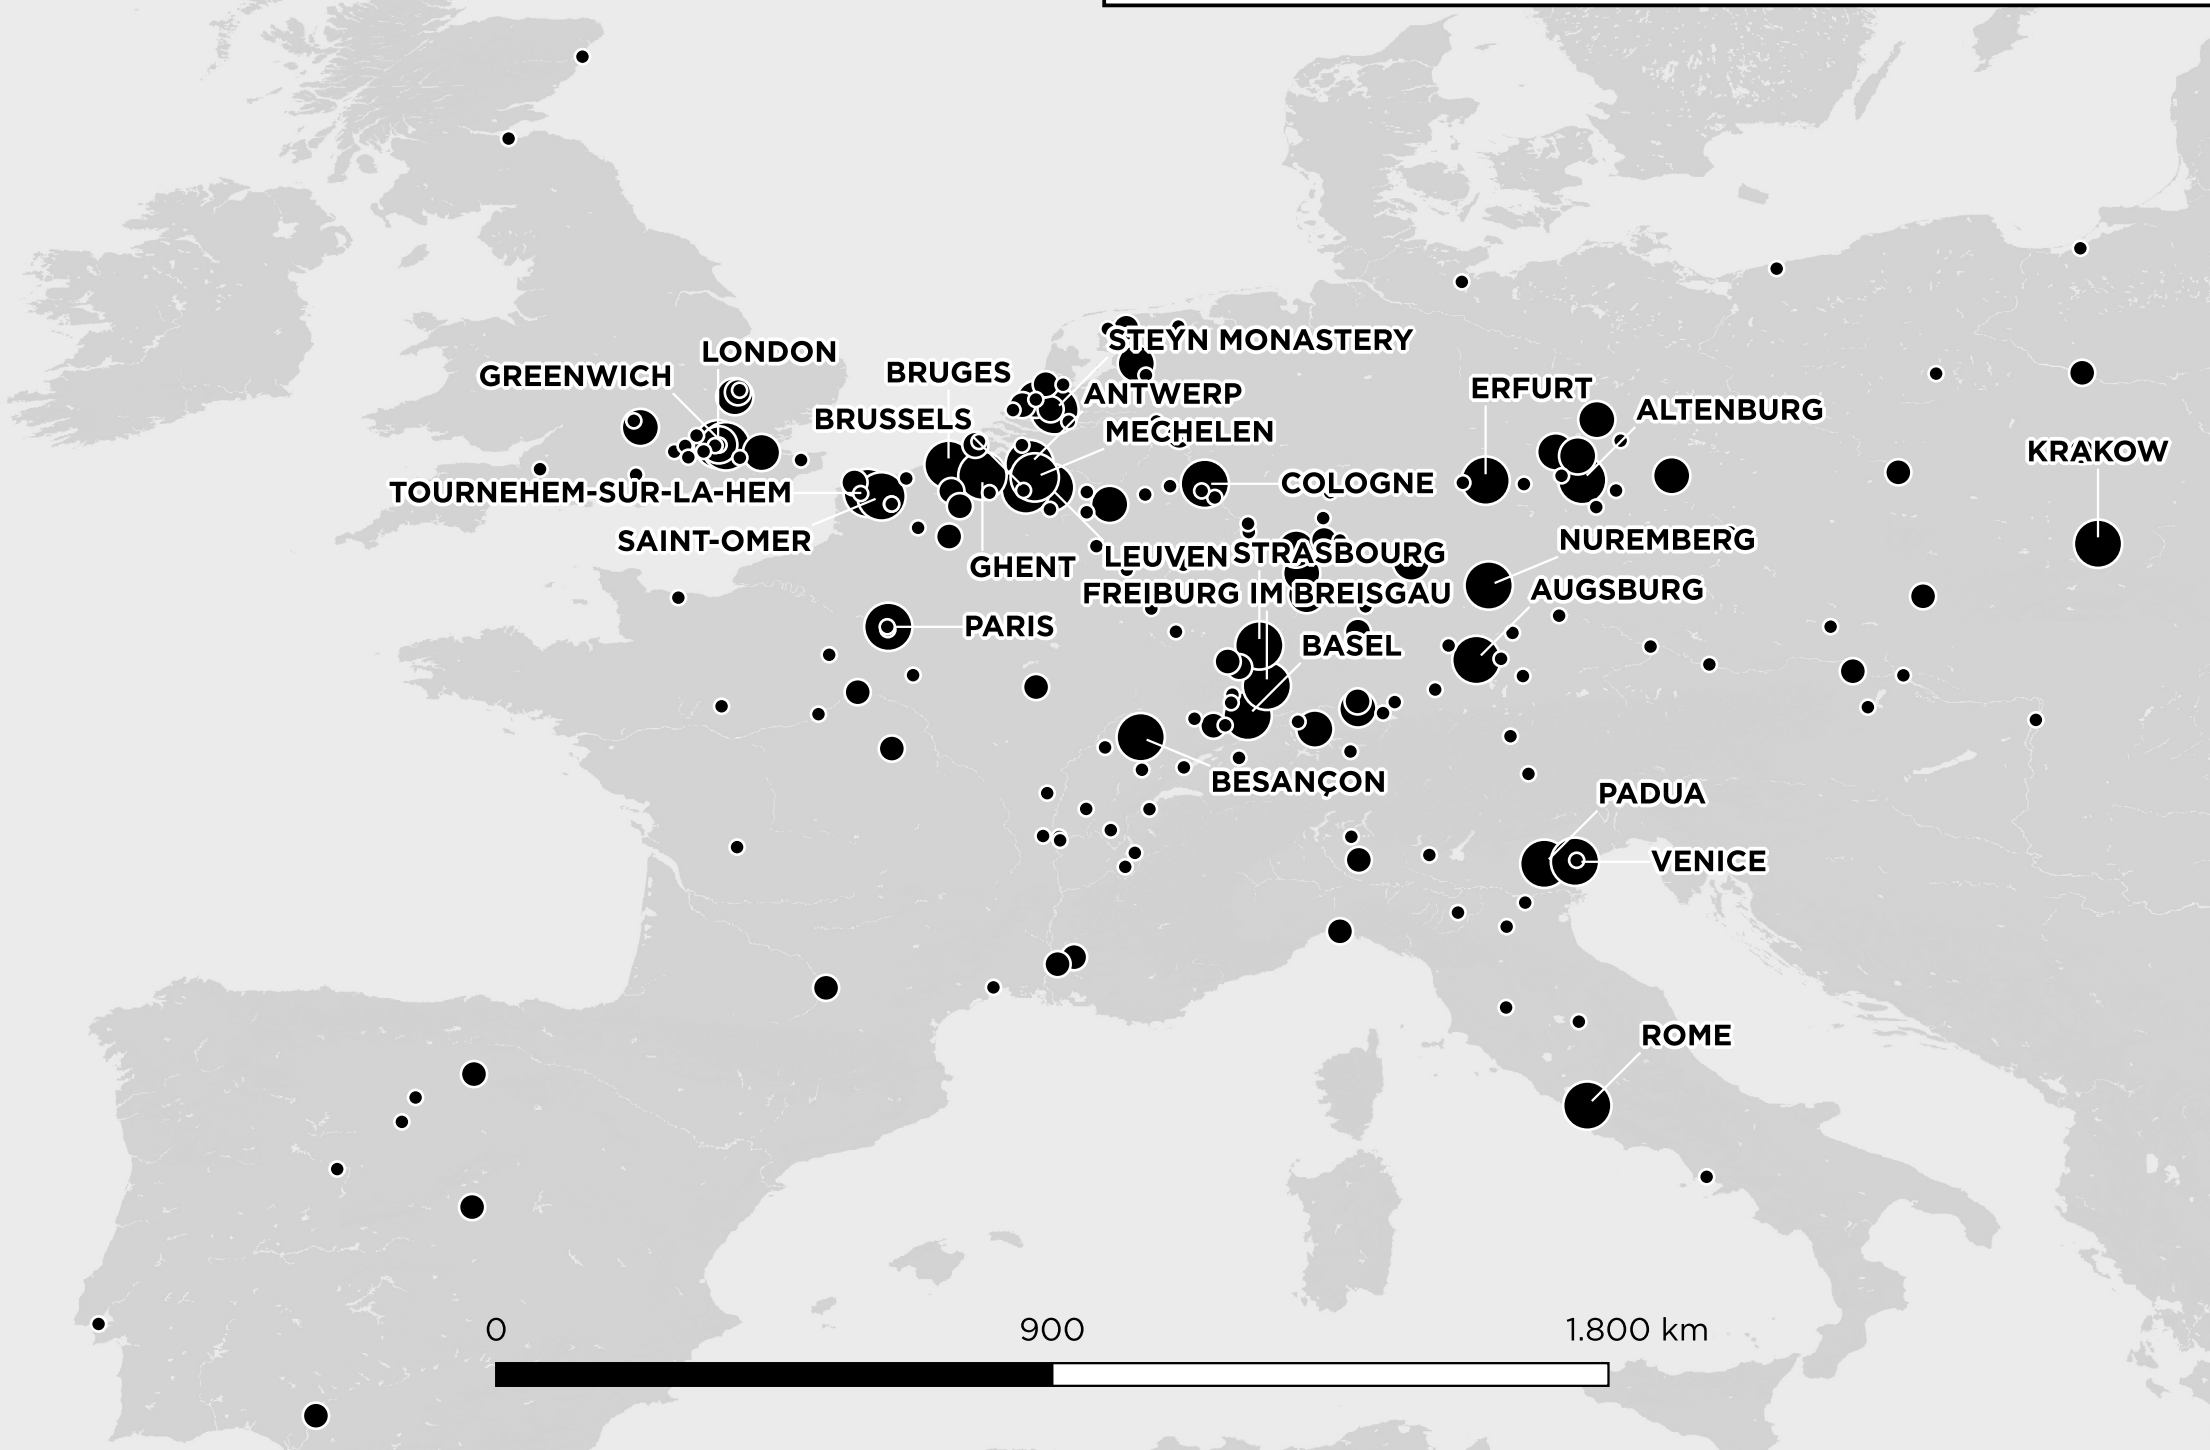 STEYN MONASTERY
LONDON
BRUGES
GREENWICH
ERFURT
ANTWERP
ALTENBURG
BRUSSELS
MECHELEN
KRAKOW
COLOGNE
TOURNEHEM-SUR-LA-HEM
SAINT-OMER
NUREMBERG
LEUVEN
STRASBOURG
GHENT
AUGSBURG
FREIBURG IM BREISGAU
PARIS
BASEL
BESANÇON
PADUA
VENICE
ROME
0 900 1.800 km